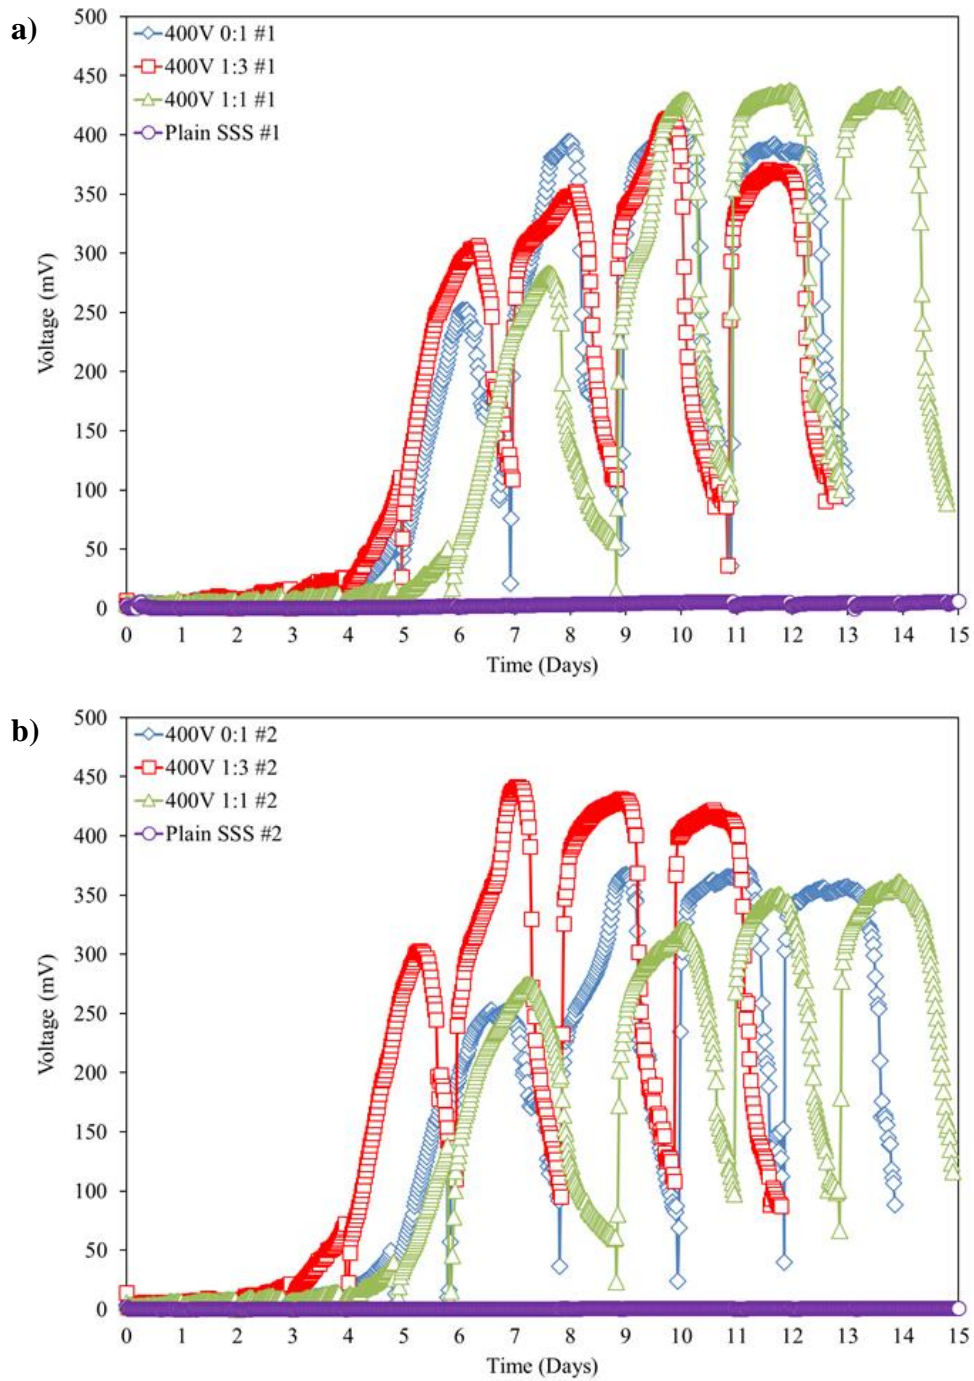 a)
500
450
400
350
300
250
200
150
100
50
0
Voltage (mV)
400V 0:1 #1
400V 1:3 #1
400V 1:1 #1
Plain SSS #1
0 1 2 3 4 5 6 7 8 9 10 11 12 13 14 15
Time (Days)
b)
500
450
400
350
300
250
200
150
100
50
0
Voltage (mV)
400V 0:1 #2
400V 1:3 #2
400V 1:1 #2
Plain SSS #2
0 1 2 3 4 5 6 7 8 9 10 11 12 13 14 15
Time (Days)